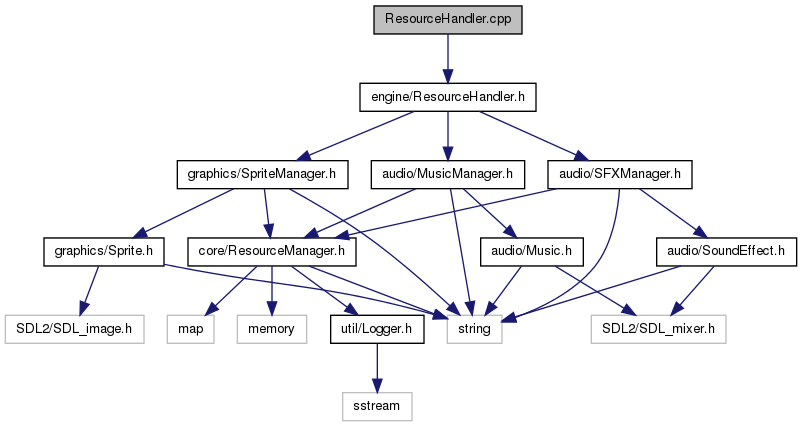 ResourceHandler.cpp
engine/ResourceHandler.h
graphics/SpriteManager.h
audio/MusicManager.h
audio/SFXManager.h
graphics/Sprite.h
core/ResourceManager.h
audio/Music.h
audio/SoundEffect.h
SDL2/SDL_image.h
map
memory
util/Logger.h
string
SDL2/SDL_mixer.h
sstream